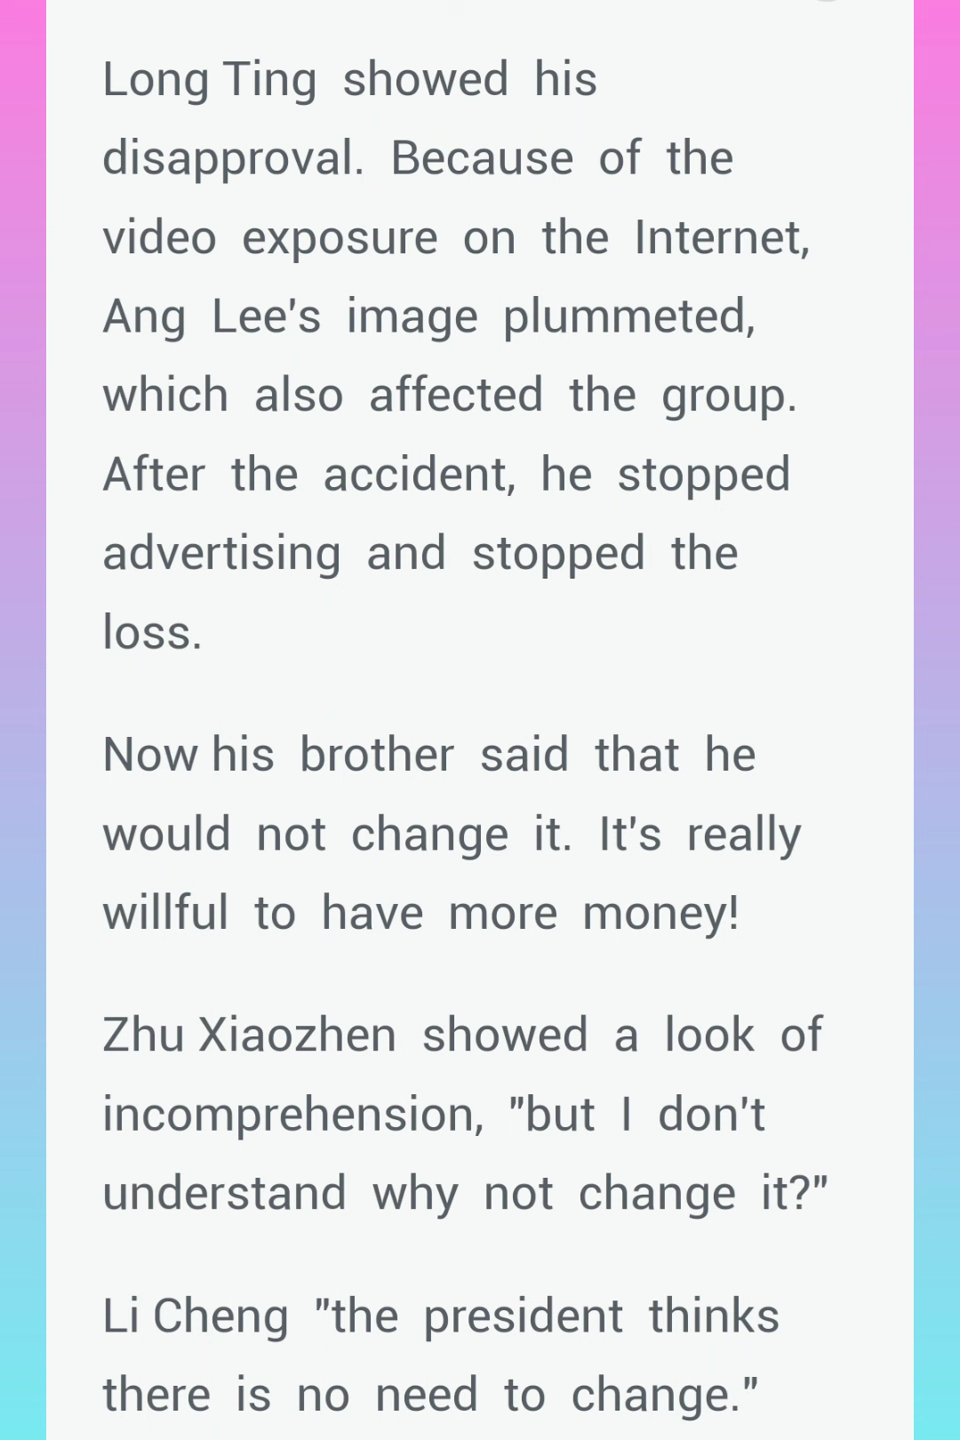 Long Ting showed his
disapproval. Because of the
video exposure on the Internet,
Ang Lee's image plummeted,
which also affected the group.
After the accident, he stopped
advertising and stopped the
loss.
Now his brother said that he
would not change it. It's really
willful to have more money!
Zhu Xiaozhen showed a look of
incomprehension, "but I don't
understand why not change it?"
Li Cheng "the president thinks
there is no need to change."